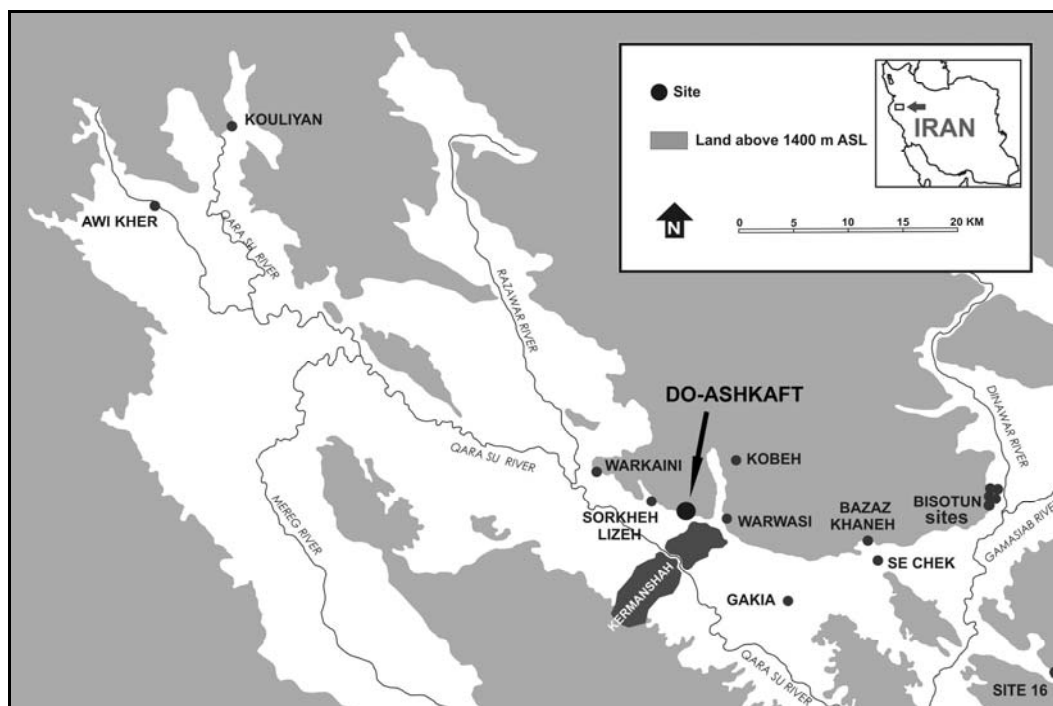 KOULIYAN
AWI KHER
QARA SU RIVER
RAZAWAR RIVER
MEREG RIVER
QARA SU RIVER
Site
Land above 1400 m ASL
IRAN
N
0 5 10 15 20 KM
DO-ASHKAFT
WARKAINI
KOBEH
SORKHEH
LIZEH
WARWASI
KERMANSHAH
BAZAZ
KHANEH
BISOTUN
sites
DINAWAR RIVER
GAMASIAB RIVER
SE CHEK
GAKIA
QARA SU RIVER
SITE 16